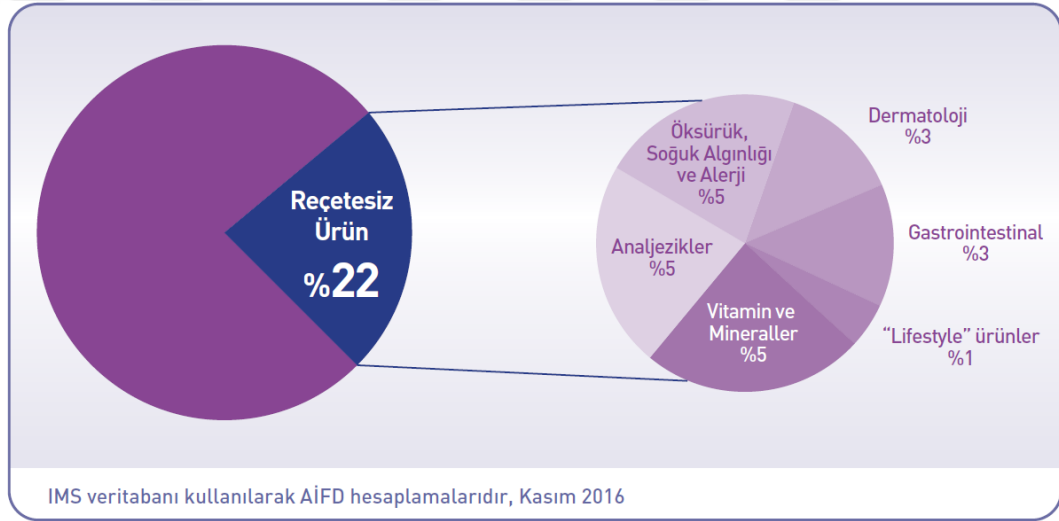 Reçetesiz
Ürün
%22
Öksürük,
Soğuk Algınlığı
ve Alerji
%5
Dermatoloji
%3
Analjezikler
%5
Gastrointestinal
%3
Vitamin ve
Mineraller
%5
“Lifestyle” ürünler
%1
IMS veritabanı kullanılarak AİFD hesaplamalarıdır, Kasım 2016